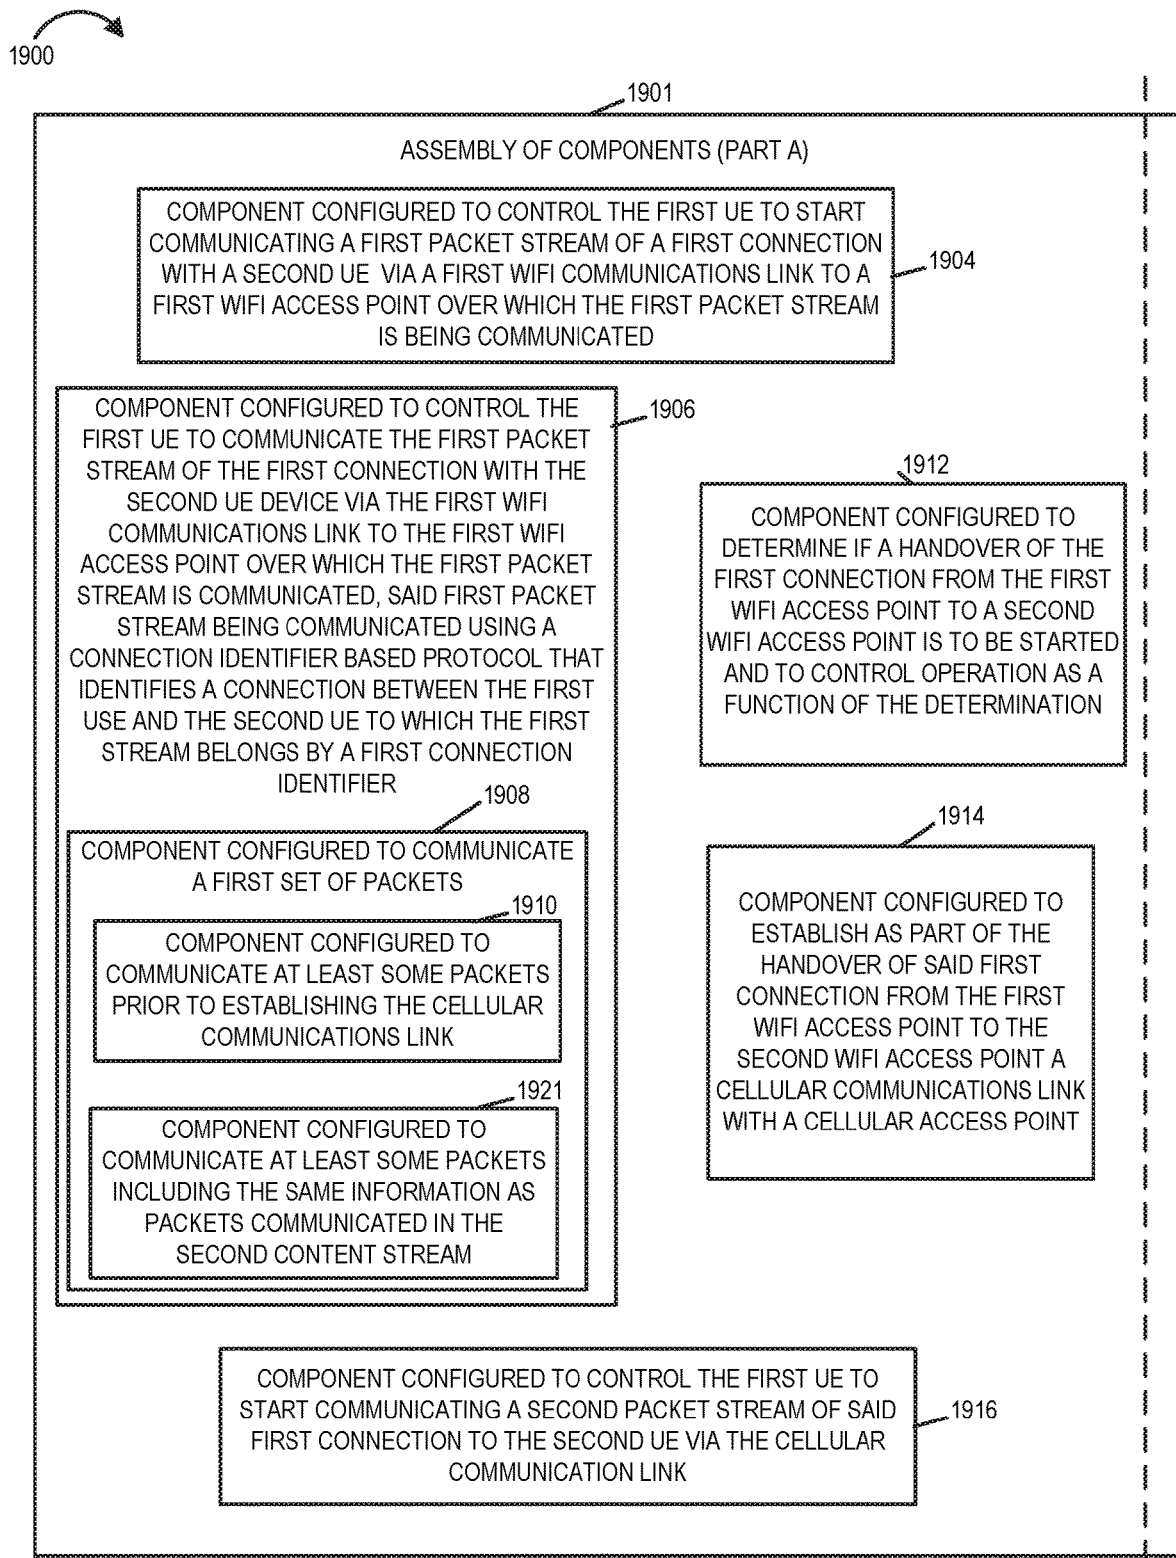 1900
1901
ASSEMBLY OF COMPONENTS (PART A)
COMPONENT CONFIGURED TO CONTROL THE FIRST UE TO START
COMMUNICATING A FIRST PACKET STREAM OF A FIRST CONNECTION
WITH A SECOND UE VIA A FIRST WIFI COMMUNICATIONS LINK TO A
FIRST WIFI ACCESS POINT OVER WHICH THE FIRST PACKET STREAM
IS BEING COMMUNICATED
1904
COMPONENT CONFIGURED TO CONTROL THE
FIRST UE TO COMMUNICATE THE FIRST PACKET
STREAM OF THE FIRST CONNECTION WITH THE
SECOND UE DEVICE VIA THE FIRST WIFI
COMMUNICATIONS LINK TO THE FIRST WIFI
ACCESS POINT OVER WHICH THE FIRST PACKET
STREAM IS COMMUNICATED, SAID FIRST PACKET
STREAM BEING COMMUNICATED USING A
CONNECTION IDENTIFIER BASED PROTOCOL THAT
IDENTIFIES A CONNECTION BETWEEN THE FIRST
USE AND THE SECOND UE TO WHICH THE FIRST
STREAM BELONGS BY A FIRST CONNECTION
IDENTIFIER
1906
1908
COMPONENT CONFIGURED TO COMMUNICATE
A FIRST SET OF PACKETS
1910
COMPONENT CONFIGURED TO
COMMUNICATE AT LEAST SOME PACKETS
PRIOR TO ESTABLISHING THE CELLULAR
COMMUNICATIONS LINK
1921
COMPONENT CONFIGURED TO
COMMUNICATE AT LEAST SOME PACKETS
INCLUDING THE SAME INFORMATION AS
PACKETS COMMUNICATED IN THE
SECOND CONTENT STREAM
1912
COMPONENT CONFIGURED TO
DETERMINE IF A HANDOVER OF THE
FIRST CONNECTION FROM THE FIRST
WIFI ACCESS POINT TO A SECOND
WIFI ACCESS POINT IS TO BE STARTED
AND TO CONTROL OPERATION AS A
FUNCTION OF THE DETERMINATION
1914
COMPONENT CONFIGURED TO
ESTABLISH AS PART OF THE
HANDOVER OF SAID FIRST
CONNECTION FROM THE FIRST
WIFI ACCESS POINT TO THE
SECOND WIFI ACCESS POINT A
CELLULAR COMMUNICATIONS LINK
WITH A CELLULAR ACCESS POINT
COMPONENT CONFIGURED TO CONTROL THE FIRST UE TO
START COMMUNICATING A SECOND PACKET STREAM OF SAID
FIRST CONNECTION TO THE SECOND UE VIA THE CELLULAR
COMMUNICATION LINK
1916